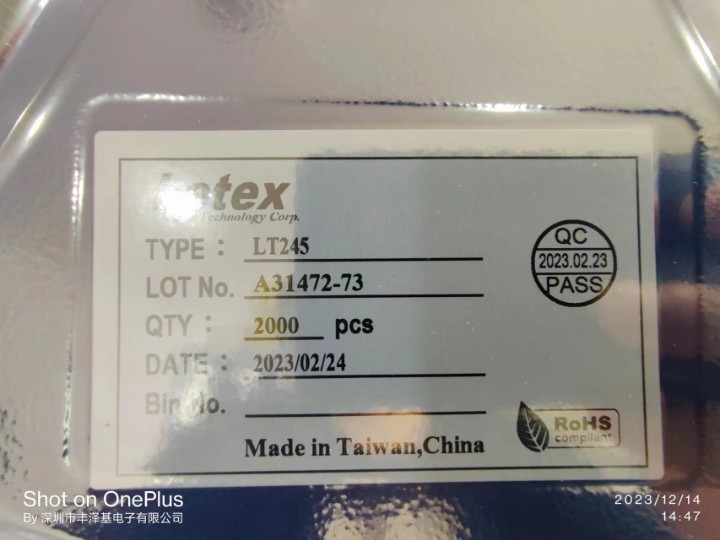 Letex
Technology Corp.
TYPE： LT245
LOT No. A31472-73
QTY： 2000 pcs
DATE： 2023/02/24
Bin No.
QC
2023.02.23
PASS
RoHS
compliant
Made in Taiwan,China
Shot on OnePlus
By 深圳市丰泽基电子有限公司
2023/12/14
14:47